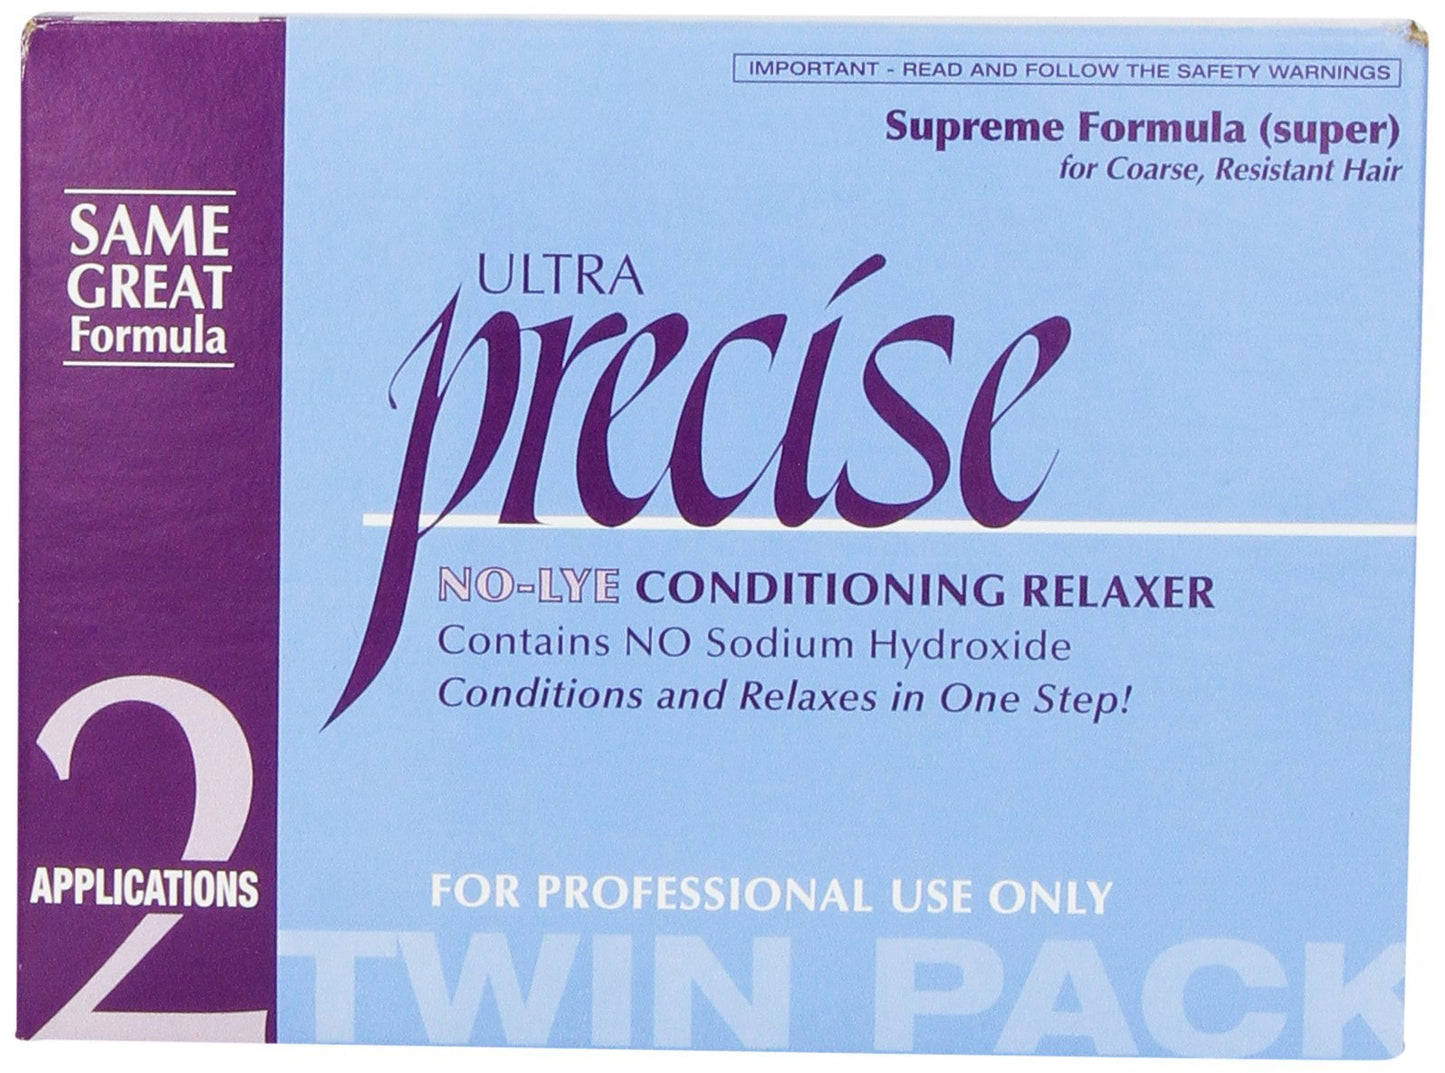 IMPORTANT - READ AND FOLLOW THE SAFETY WARNINGS
Supreme Formula (super)
for Coarse, Resistant Hair
SAME
GREAT
Formula
ULTRA
precise
NO-LYE CONDITIONING RELAXER
Contains NO Sodium Hydroxide
Conditions and Relaxes in One Step!
2
APPLICATIONS
FOR PROFESSIONAL USE ONLY
TWIN PACK